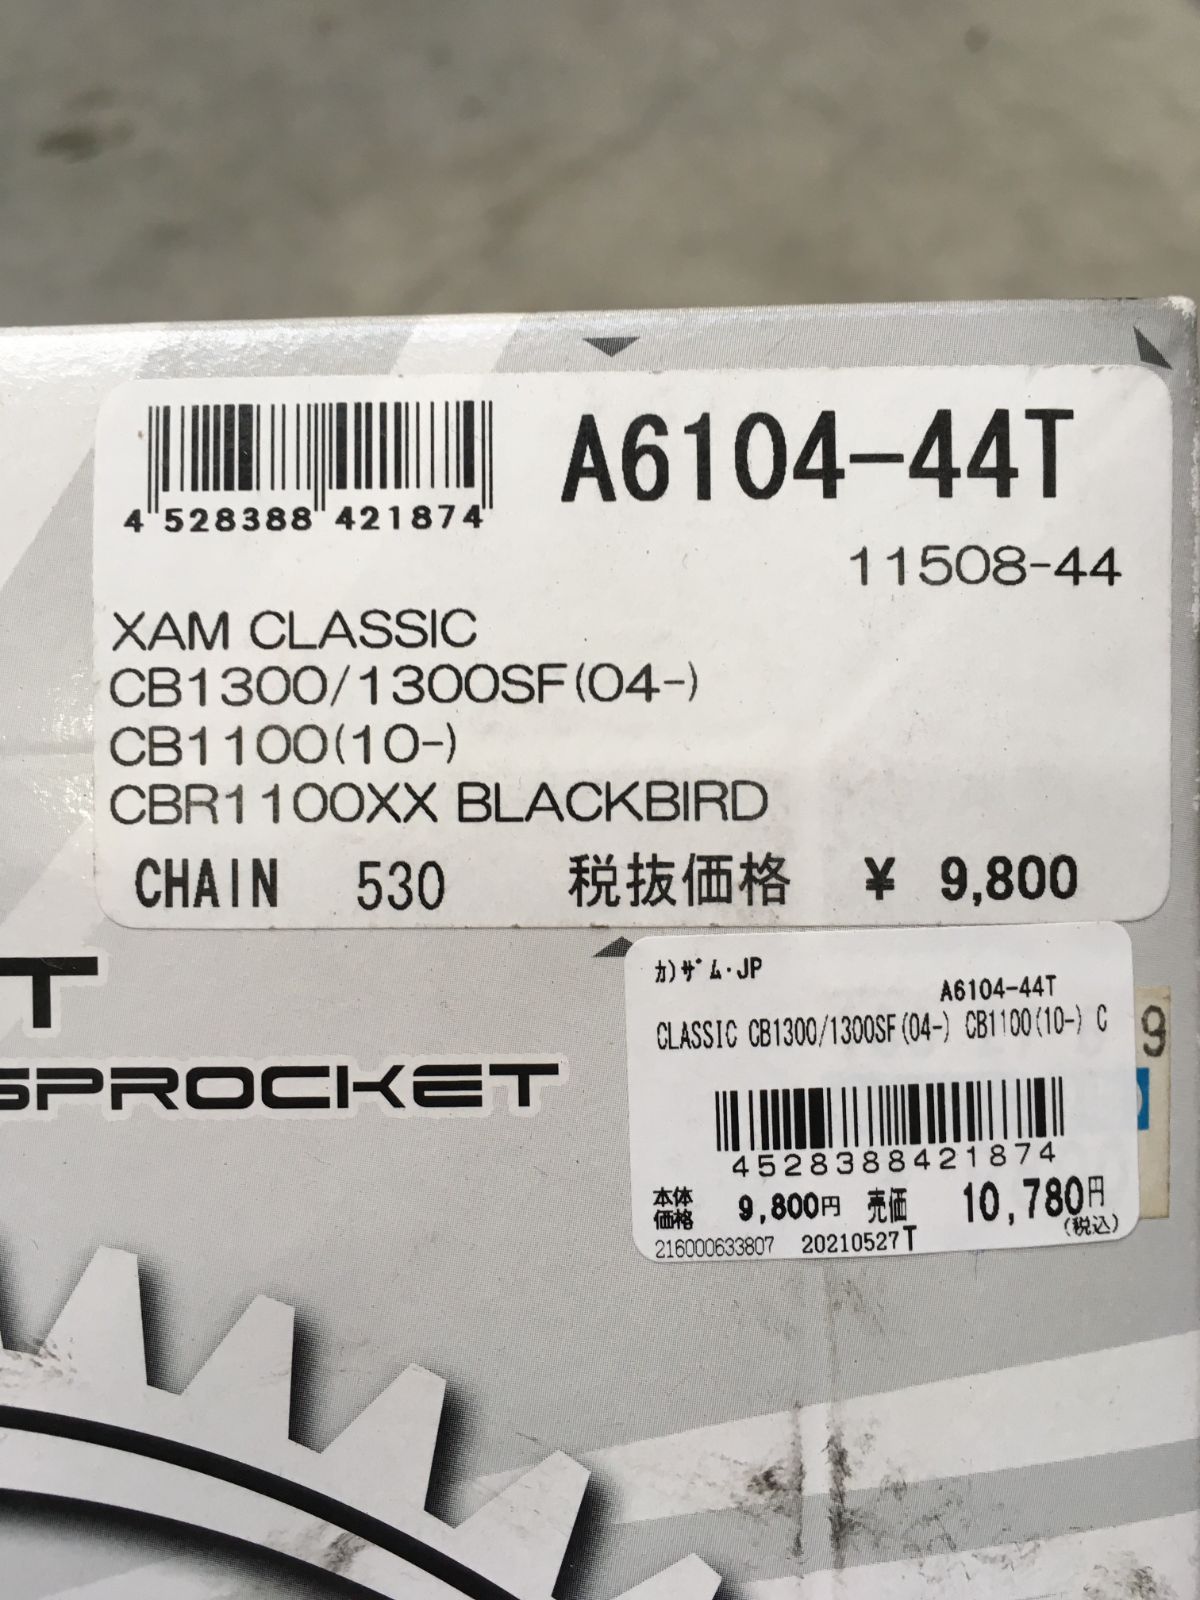 A6104-44T
4 528388 421874
11508-44
XAM CLASSIC
CB1300/1300SF(04-)
CB1100(10-)
CBR1100XX BLACKBIRD
CHAIN 530 税抜価格 ¥ 9,800
T
SPROCKET
カ)ザム・JP
A6104-44T
CLASSIC CB1300/1300SF(04-) CB1100(10-) C
4528388421874
本体価格 9,800円 売価 10,780円
(税込)
216000633807 20210527T
9